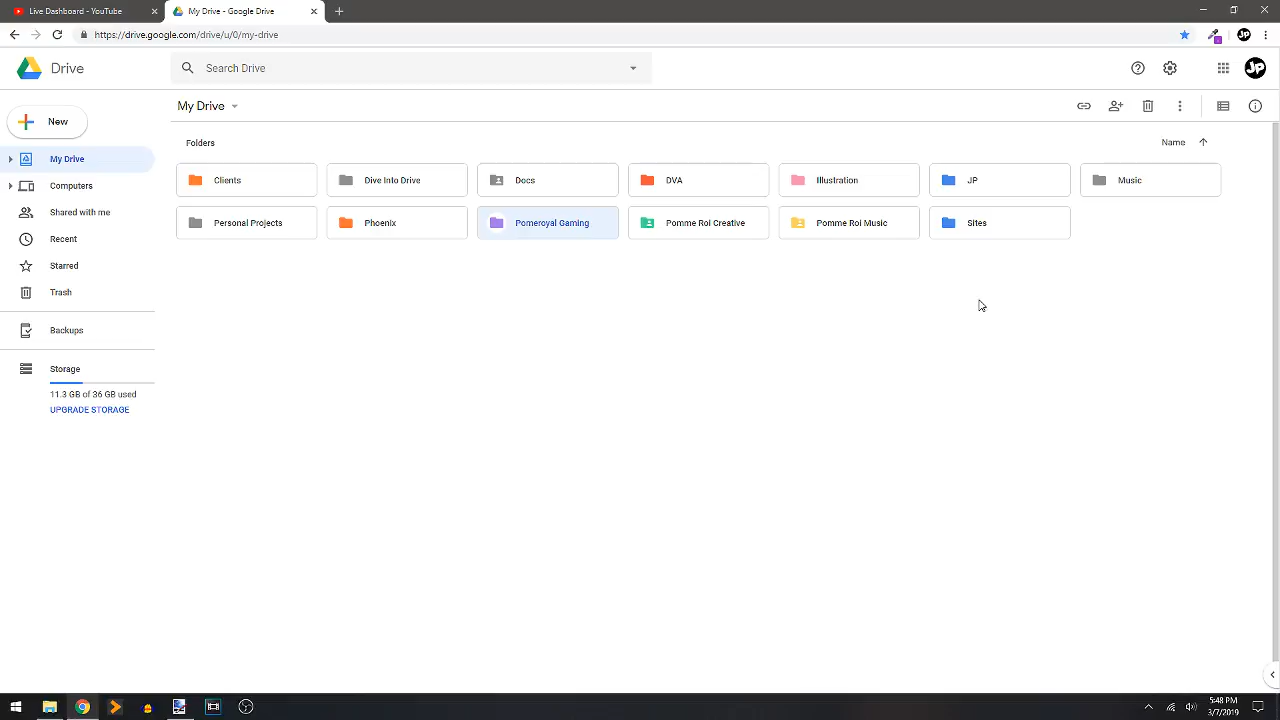 Live Dashboard - YouTube
My Drive - Google Drive
https://drive.google.com/drive/u/0/my-drive
JP
Drive
Search Drive
JP
New
My Drive
My Drive
Computers
Shared with me
Recent
Starred
Trash
Backups
Storage
11.3 GB of 36 GB used
UPGRADE STORAGE
Folders
Name
Clients
Dive Into Drive
Docs
DVA
Illustration
JP
Music
Personal Projects
Phoenix
Pomeroyal Gaming
Pomme Roi Creative
Pomme Roi Music
Sites
5:48 PM
3/7/2019